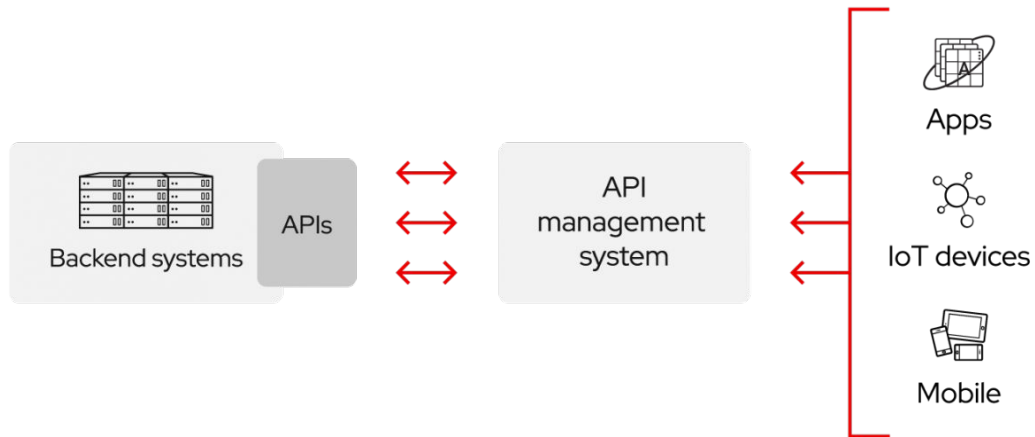 Backend systems
APIs
API
management
system
A
Apps
IoT devices
Mobile